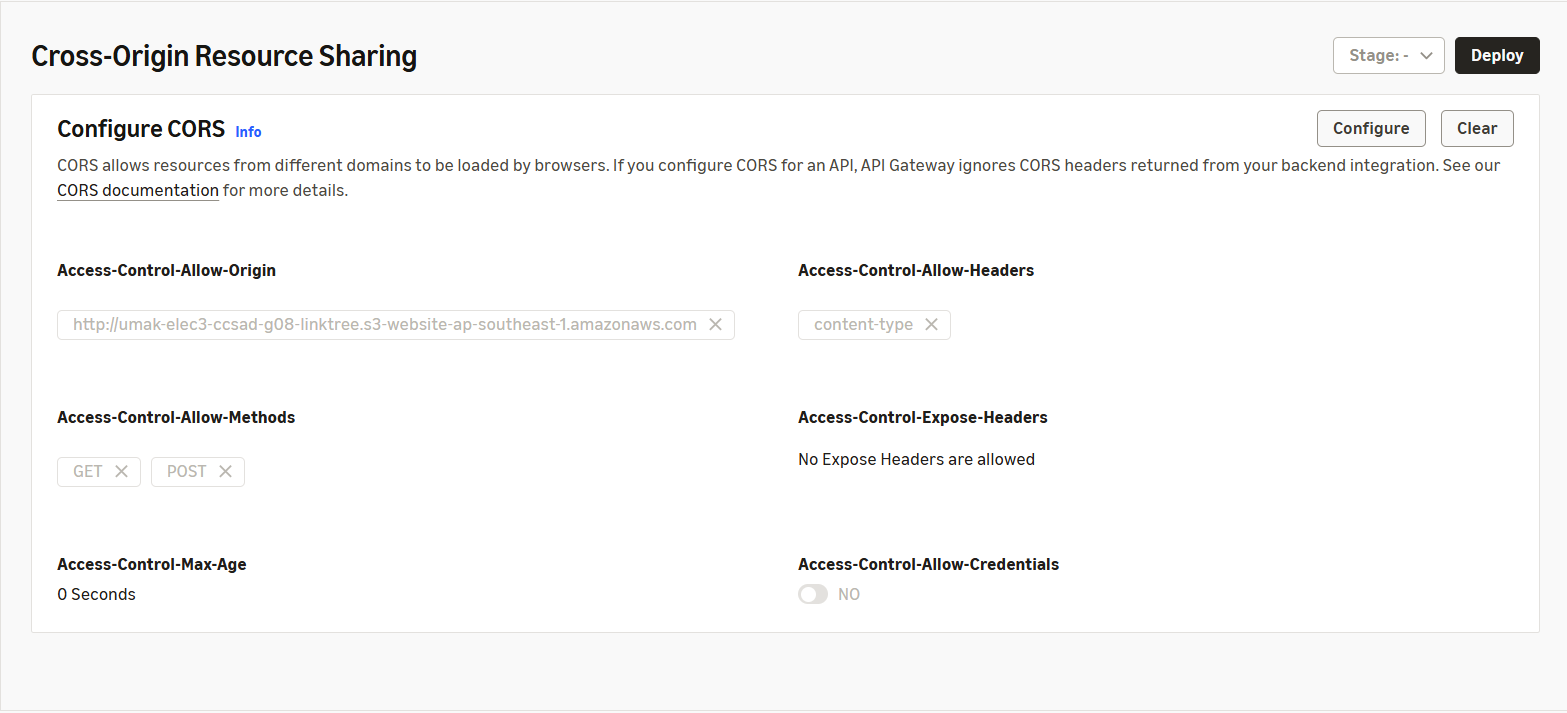 Cross-Origin Resource Sharing
Stage: -
Deploy
Configure CORS Info
Configure
Clear
CORS allows resources from different domains to be loaded by browsers. If you configure CORS for an API, API Gateway ignores CORS headers returned from your backend integration. See our
CORS documentation for more details.
Access-Control-Allow-Origin
http://umak-elec3-ccsad-g08-linktree.s3-website-ap-southeast-1.amazonaws.com
Access-Control-Allow-Headers
content-type
Access-Control-Allow-Methods
GET
POST
Access-Control-Expose-Headers
No Expose Headers are allowed
Access-Control-Max-Age
0 Seconds
Access-Control-Allow-Credentials
NO